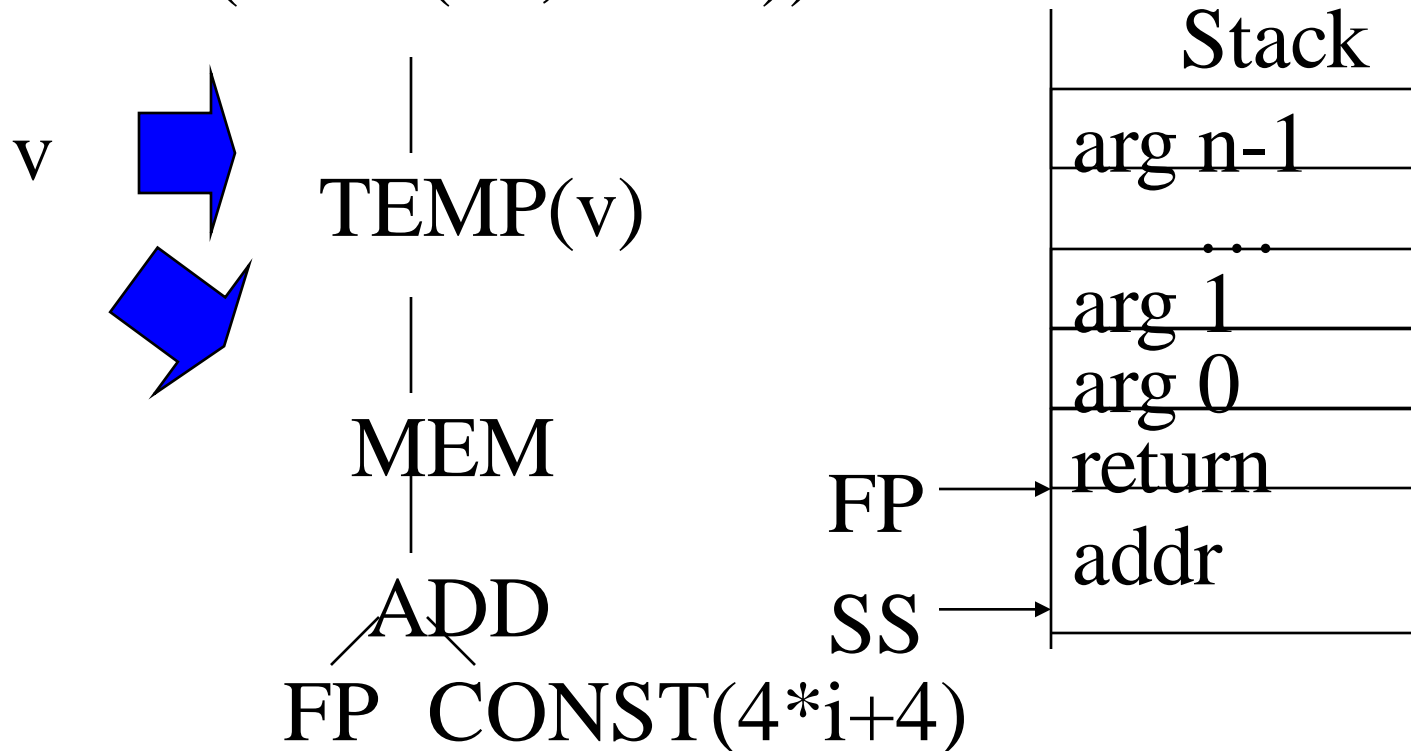 v
TEMP(v)
MEM
ADD
FP CONST(4*i+4)
Stack
arg n-1
...
arg 1
arg 0
return
addr
FP
SS